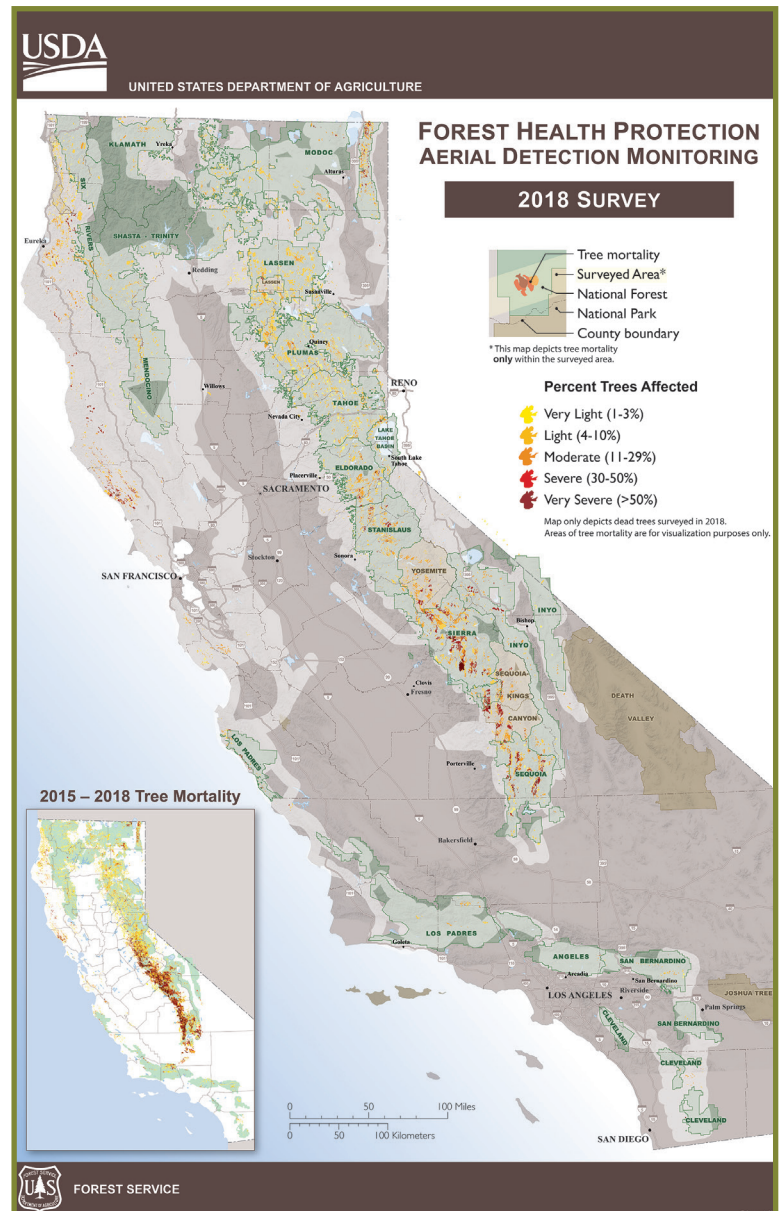 USDA
UNITED STATES DEPARTMENT OF AGRICULTURE
FOREST HEALTH PROTECTION
AERIAL DETECTION MONITORING
2018 SURVEY
Tree mortality
Surveyed Area*
National Forest
National Park
County boundary
* This map depicts tree mortality
only within the surveyed area.
Percent Trees Affected
Very Light (1-3%)
Light (4-10%)
Moderate (11-29%)
Severe (30-50%)
Very Severe (>50%)
Map only depicts dead trees surveyed in 2018.
Areas of tree mortality are for visualization purposes only.
KLAMATH
Yreka
MODOC
Alturas
SIX
RIVERS
SHASTA - TRINITY
Eureka
Redding
LASSEN
LASSEN
Susanville
Quincy
PLUMAS
MENDOCINO
Willows
RENO
TAHOE
Nevada City
LAKE
TAHOE
BASIN
South Lake
Tahoe
ELDORADO
Placerville
SACRAMENTO
STANISLAUS
Sonora
Stockton
SAN FRANCISCO
YOSEMITE
INYO
Bishop
SIERRA
INYO
SEQUOIA
KINGS
CANYON
Clovis
Fresno
DEATH
VALLEY
LOS PADRES
Porterville
SEQUOIA
Bakersfield
LOS PADRES
Goleta
ANGELES
SAN BERNARDINO
Arcadia
San Bernardino
LOS ANGELES
Riverside
JOSHUA TREE
Palm Springs
CLEVELAND
SAN BERNARDINO
CLEVELAND
CLEVELAND
SAN DIEGO
2015 – 2018 Tree Mortality
0 50 100 Miles
0 50 100 Kilometers
FOREST SERVICE
U S
FOREST SERVICE
DEPARTMENT OF AGRICULTURE